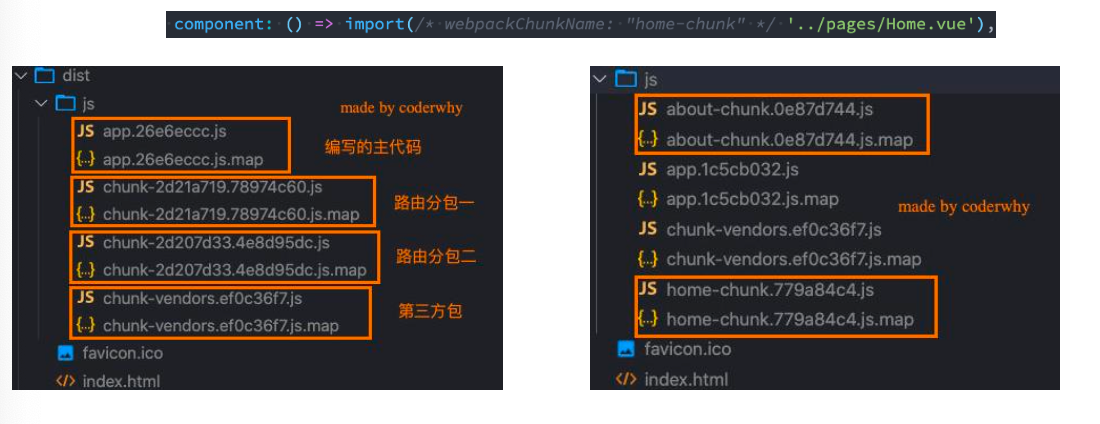 component: () => import(/* webpackChunkName: "home-chunk" */ '../pages/Home.vue'),
dist
js
made by coderwhy
JS app.26e6eccc.js
编写的主代码
{..} app.26e6eccc.js.map
JS chunk-2d21a719.78974c60.js
路由分包一
{..} chunk-2d21a719.78974c60.js.map
JS chunk-2d207d33.4e8d95dc.js
路由分包二
{..} chunk-2d207d33.4e8d95dc.js.map
JS chunk-vendors.ef0c36f7.js
第三方包
{..} chunk-vendors.ef0c36f7.js.map
favicon.ico
</> index.html
js
JS about-chunk.0e87d744.js
{..} about-chunk.0e87d744.js.map
JS app.1c5cb032.js
{..} app.1c5cb032.js.map
made by coderwhy
JS chunk-vendors.ef0c36f7.js
{..} chunk-vendors.ef0c36f7.js.map
JS home-chunk.779a84c4.js
{..} home-chunk.779a84c4.js.map
favicon.ico
</> index.html